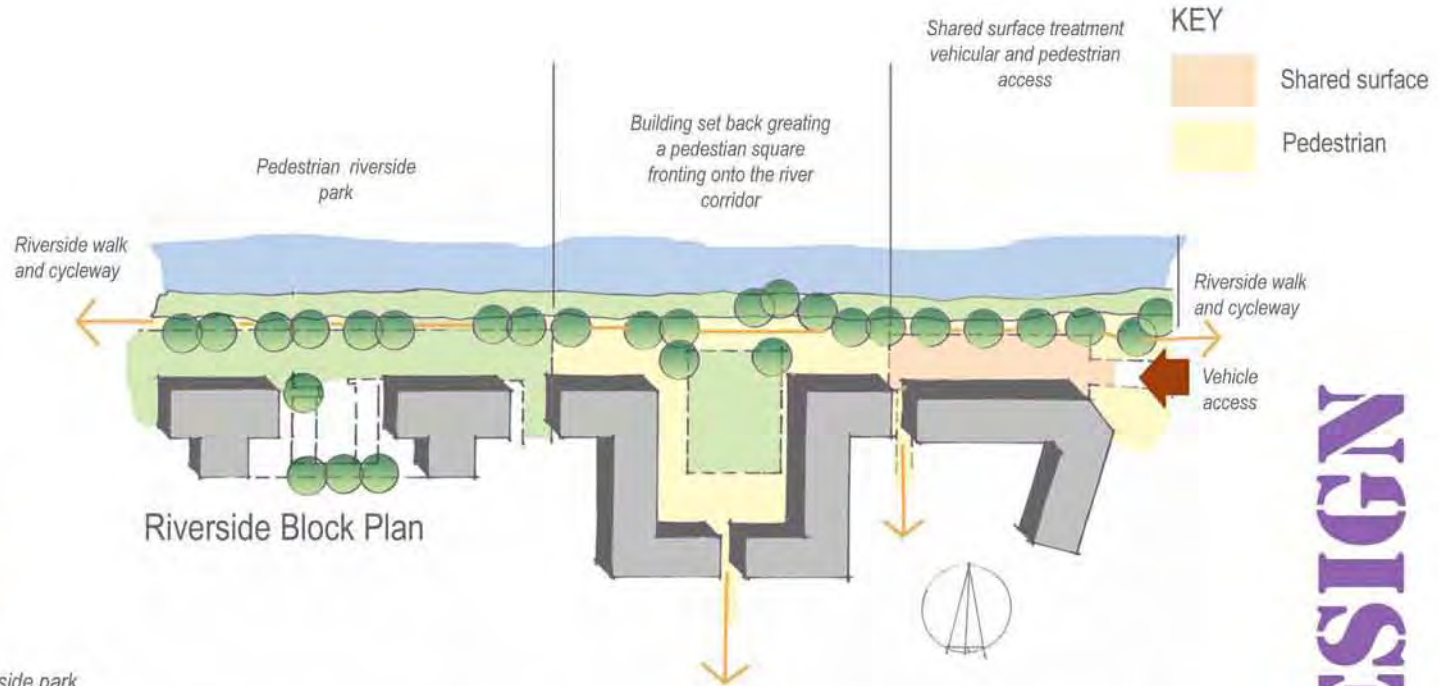 Shared surface treatment
vehicular and pedestrian
access
KEY
Shared surface
Pedestrian
Building set back greating
a pedestian square
fronting onto the river
corridor
Pedestrian riverside
park
Riverside walk
and cycleway
Riverside walk
and cycleway
Vehicle
access
Riverside Block Plan
side park
ESIGN